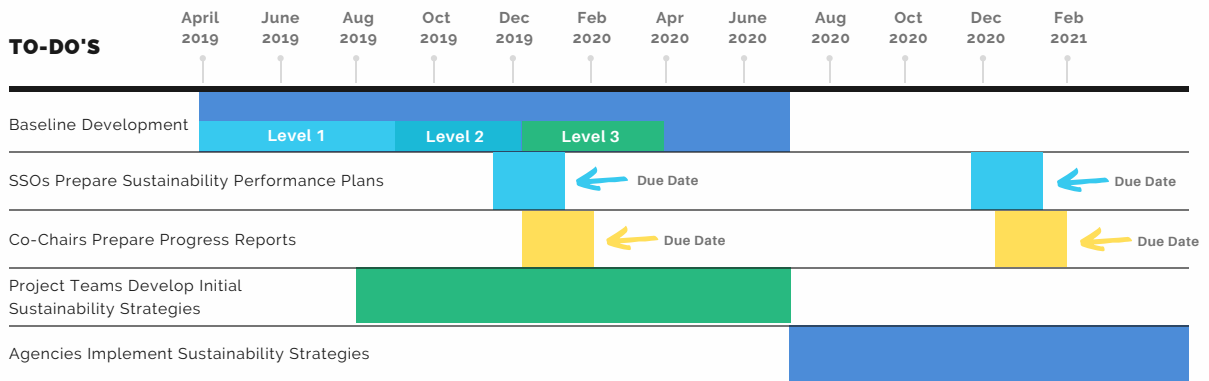 April June Aug Oct Dec Feb Apr June Aug Oct Dec Feb
2019 2019 2019 2019 2019 2020 2020 2020 2020 2020 2020 2021
TO-DO'S
Baseline Development
Level 1 Level 2 Level 3
SSOs Prepare Sustainability Performance Plans
Due Date Due Date
Co-Chairs Prepare Progress Reports
Due Date Due Date
Project Teams Develop Initial
Sustainability Strategies
Agencies Implement Sustainability Strategies